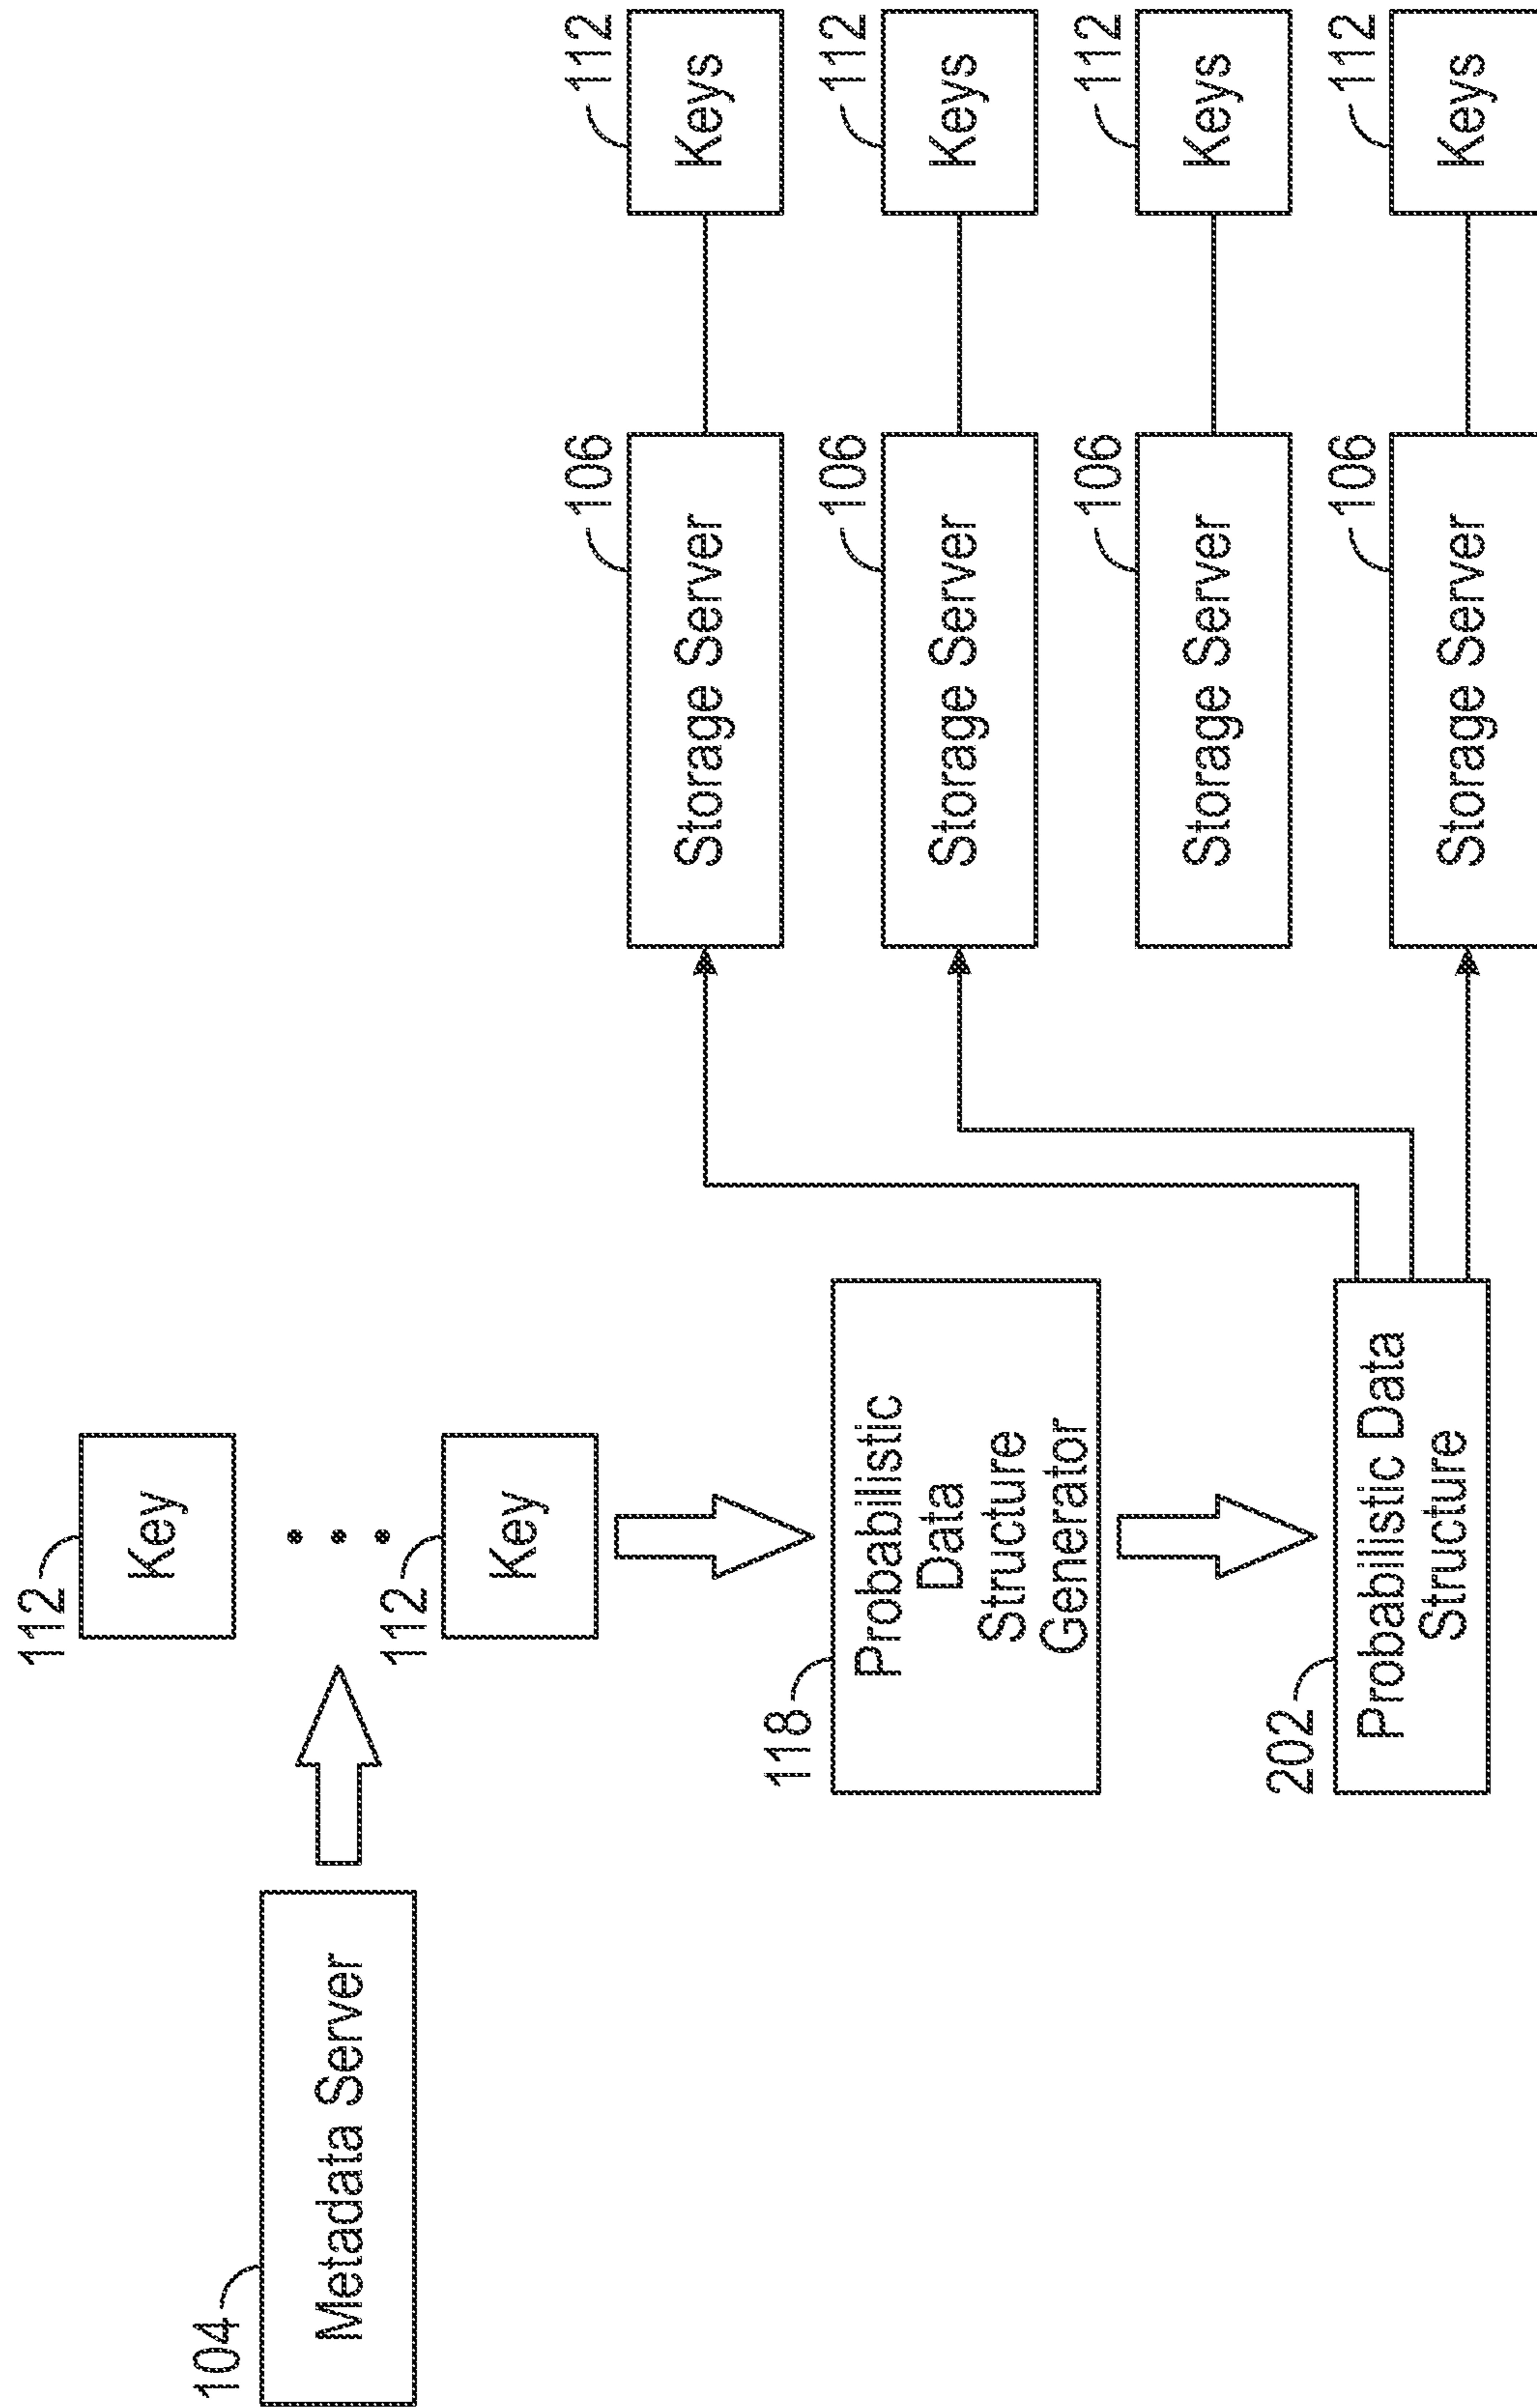 104
Metadata Server
112
Key
112
Key
118
Probabilistic
Data
Structure
Generator
202
Probabilistic Data
Structure
106
Storage Server
112
Keys
106
Storage Server
112
Keys
106
Storage Server
112
Keys
106
Storage Server
112
Keys